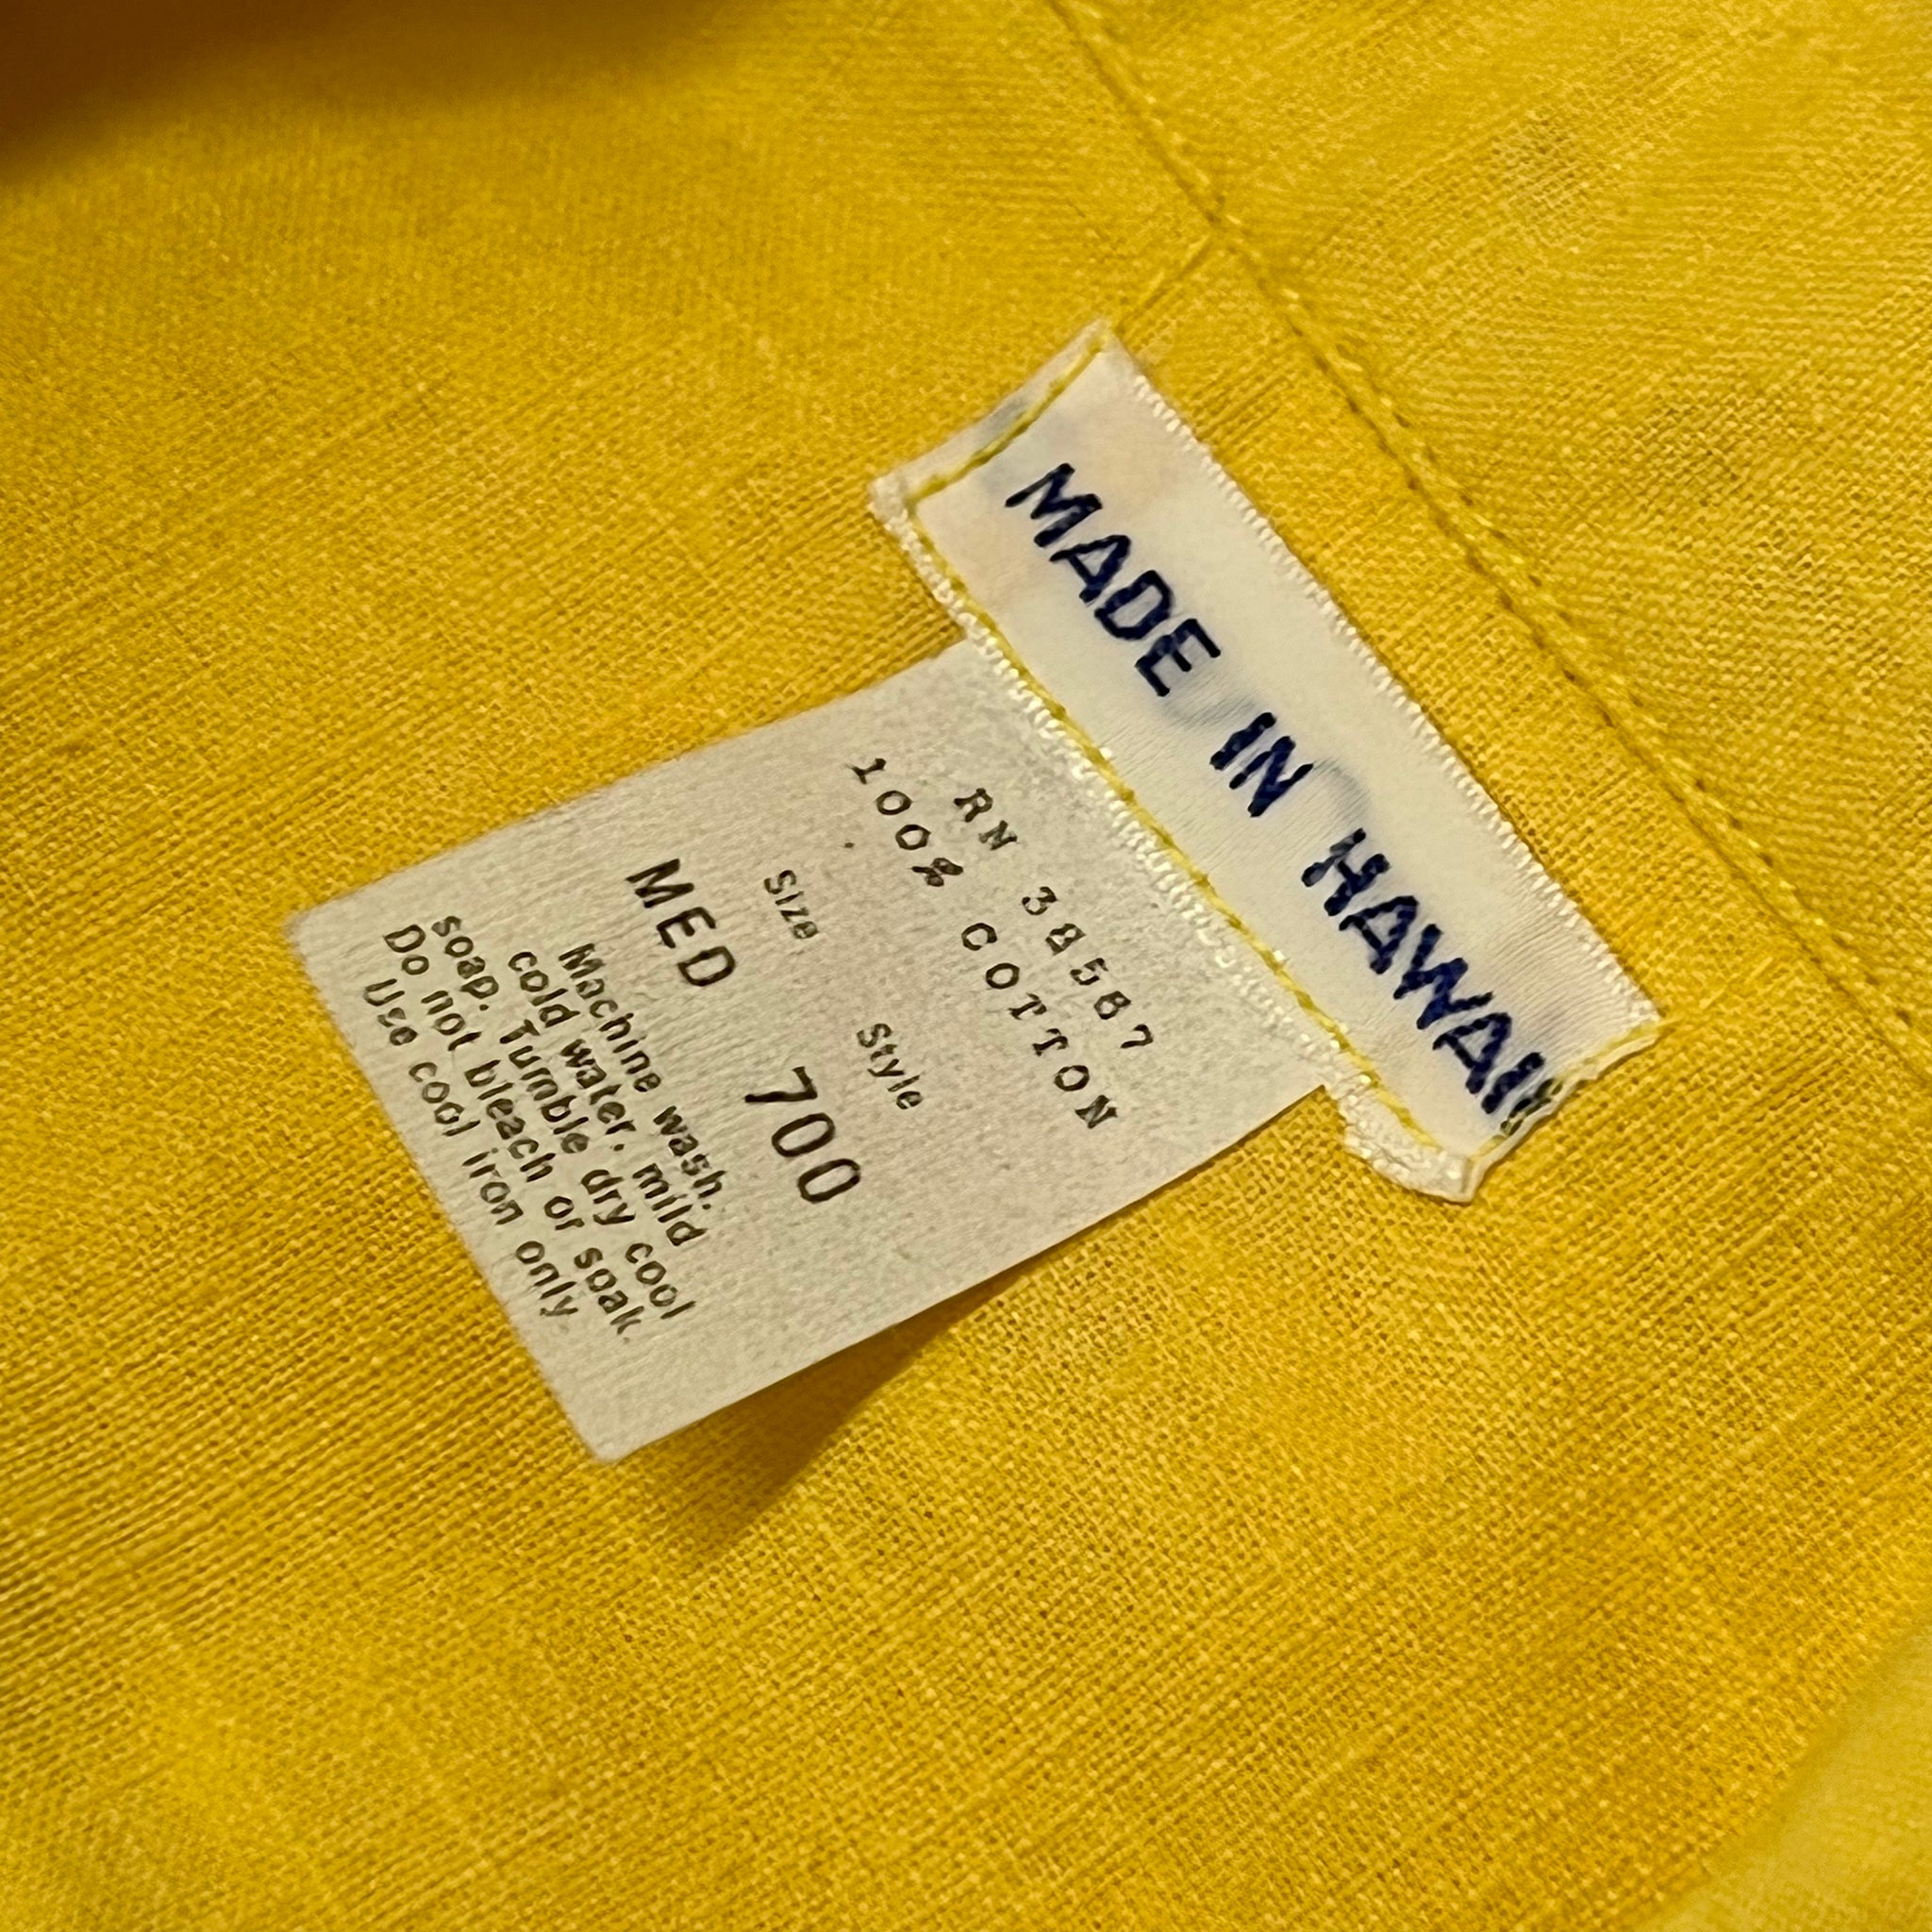 MADE IN HAWAII
RN 38587
100% COTTON
Size Style
MED 700
Machine wash.
cold water, mild
soap. Tumble dry cool
Do not bleach or soak.
Use cool iron only.